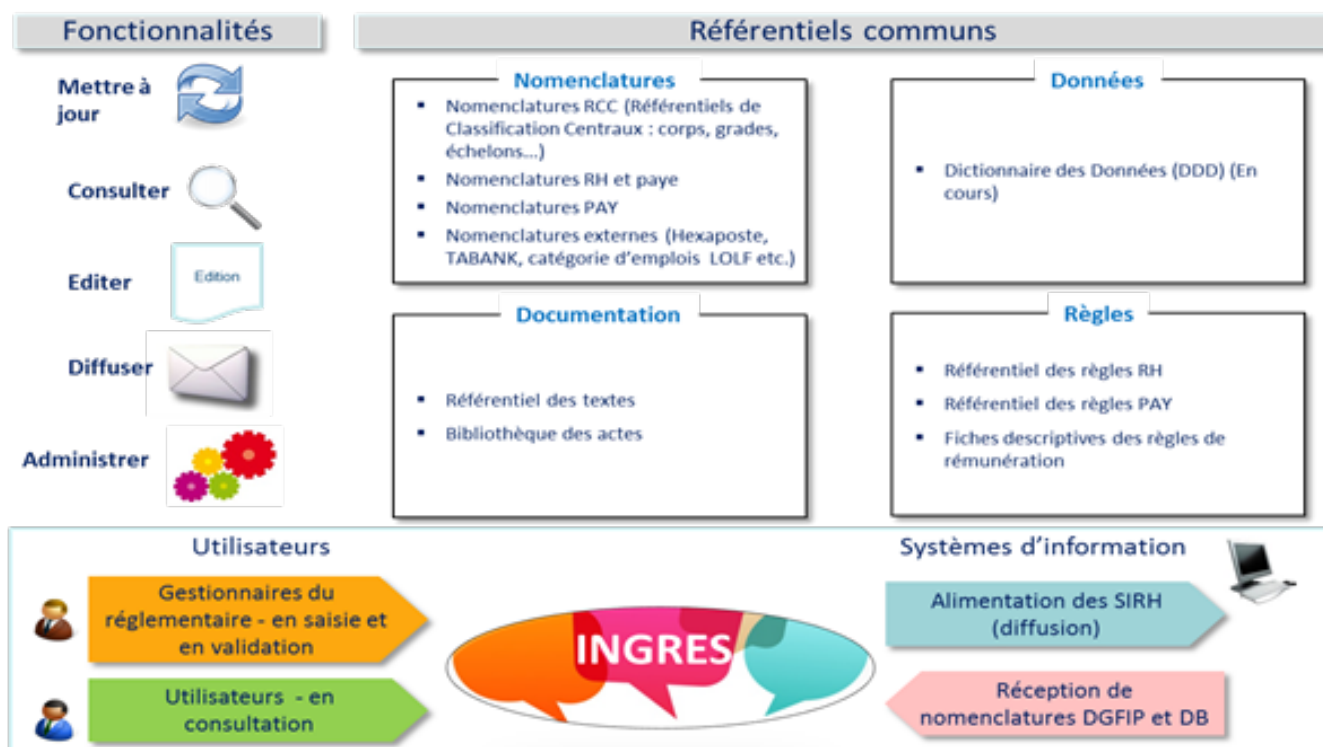 Fonctionnalités
Mettre à
jour
Consulter
Editer
Edition
Diffuser
Administrer
Référentiels communs
Nomenclatures
▪ Nomenclatures RCC (Référentiels de
Classification Centraux : corps, grades,
échelons...)
▪ Nomenclatures RH et paye
▪ Nomenclatures PAY
▪ Nomenclatures externes (Hexaposte,
TABANK, catégorie d'emplois LOLF etc.)
Données
▪ Dictionnaire des Données (DDD) (En
cours)
Documentation
▪ Référentiel des textes
▪ Bibliothèque des actes
Règles
▪ Référentiel des règles RH
▪ Référentiel des règles PAY
▪ Fiches descriptives des règles de
rémunération
Utilisateurs
Gestionnaires du
réglementaire - en saisie et
en validation
Utilisateurs - en
consultation
INGRES
Systèmes d'information
Alimentation des SIRH
(diffusion)
Réception de
nomenclatures DGFIP et DB